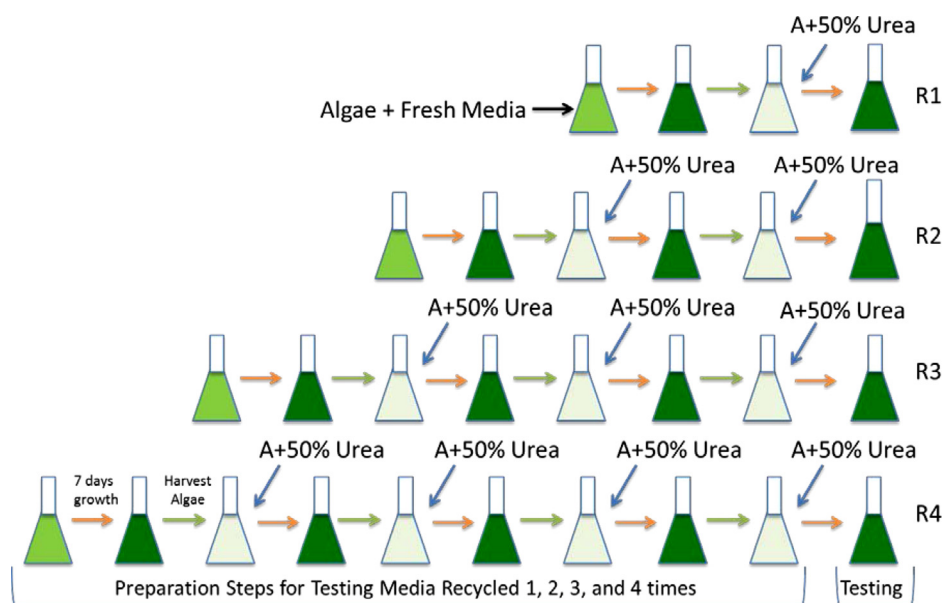 A+50% Urea
Algae + Fresh Media
R1
A+50% Urea
A+50% Urea
R2
A+50% Urea
A+50% Urea
A+50% Urea
R3
A+50% Urea
A+50% Urea
A+50% Urea
A+50% Urea
7 days
growth
Harvest
Algae
R4
Preparation Steps for Testing Media Recycled 1, 2, 3, and 4 times
Testing